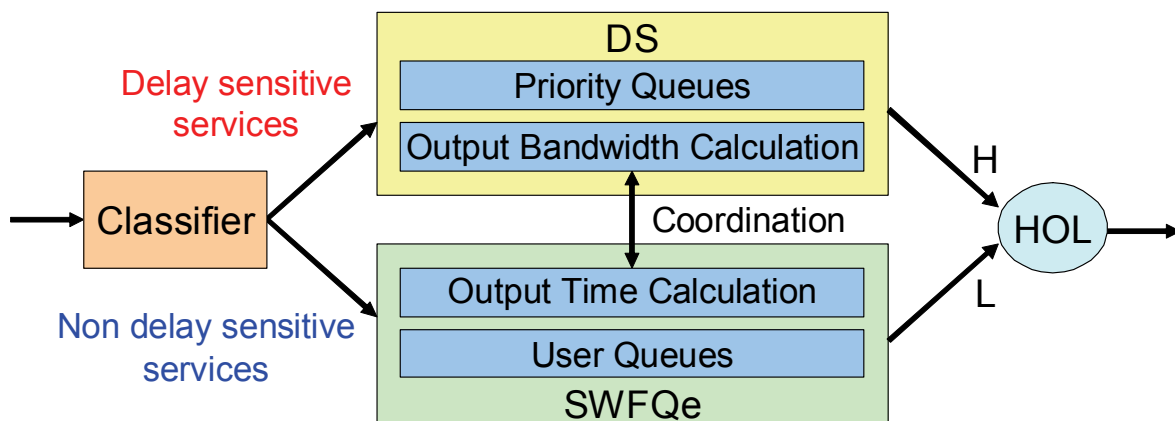 DS
Delay sensitive
services
Priority Queues
Output Bandwidth Calculation
H
Classifier
Coordination
HOL
Output Time Calculation
L
Non delay sensitive
services
User Queues
SWFQe